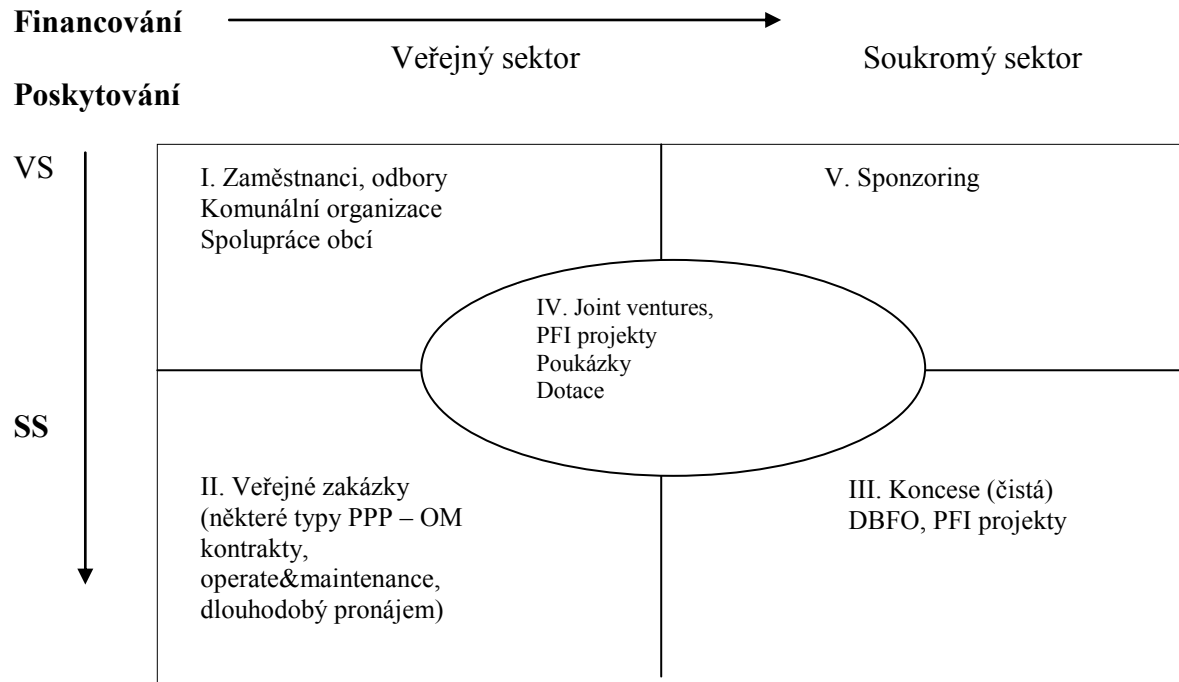 Financování
Veřejný sektor
Soukromý sektor
Poskytování
VS
I. Zaměstnanci, odbory
Komunální organizace
Spolupráce obcí
V. Sponzoring
IV. Joint ventures,
PFI projekty
Poukázky
Dotace
SS
II. Veřejné zakázky
(některé typy PPP – OM
kontrakty,
operate&maintenance,
dlouhodobý pronájem)
III. Koncese (čistá)
DBFO, PFI projekty